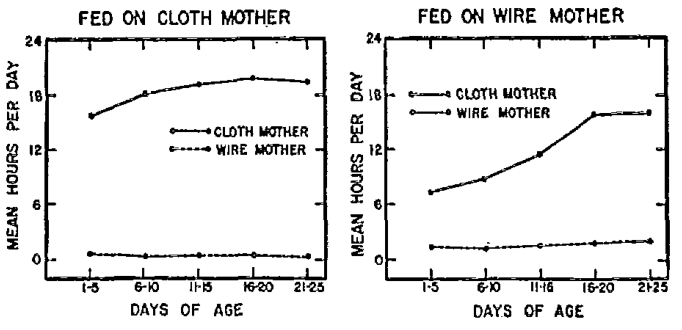 FED ON CLOTH MOTHER
24
18
12
6
0
MEAN HOURS PER DAY
CLOTH MOTHER
WIRE MOTHER
1-5 6-10 11-15 16-20 21-25
DAYS OF AGE
FED ON WIRE MOTHER
24
18
12
6
0
MEAN HOURS PER DAY
CLOTH MOTHER
WIRE MOTHER
1-5 6-10 11-16 16-20 21-25
DAYS OF AGE